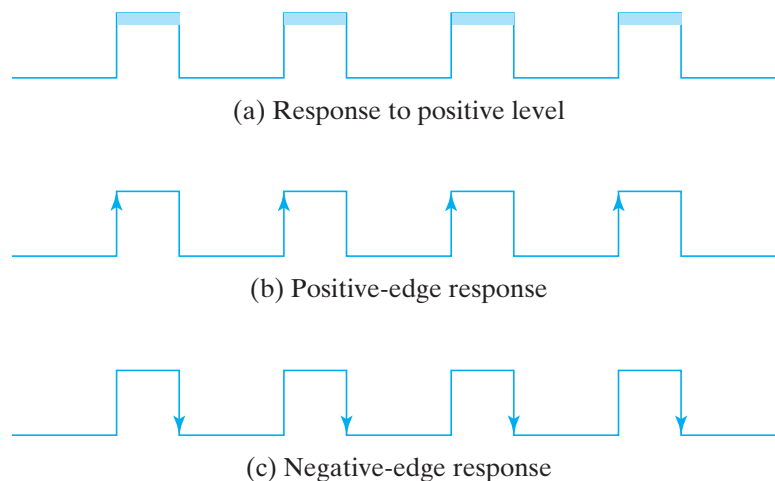 (a) Response to positive level
(b) Positive-edge response
(c) Negative-edge response